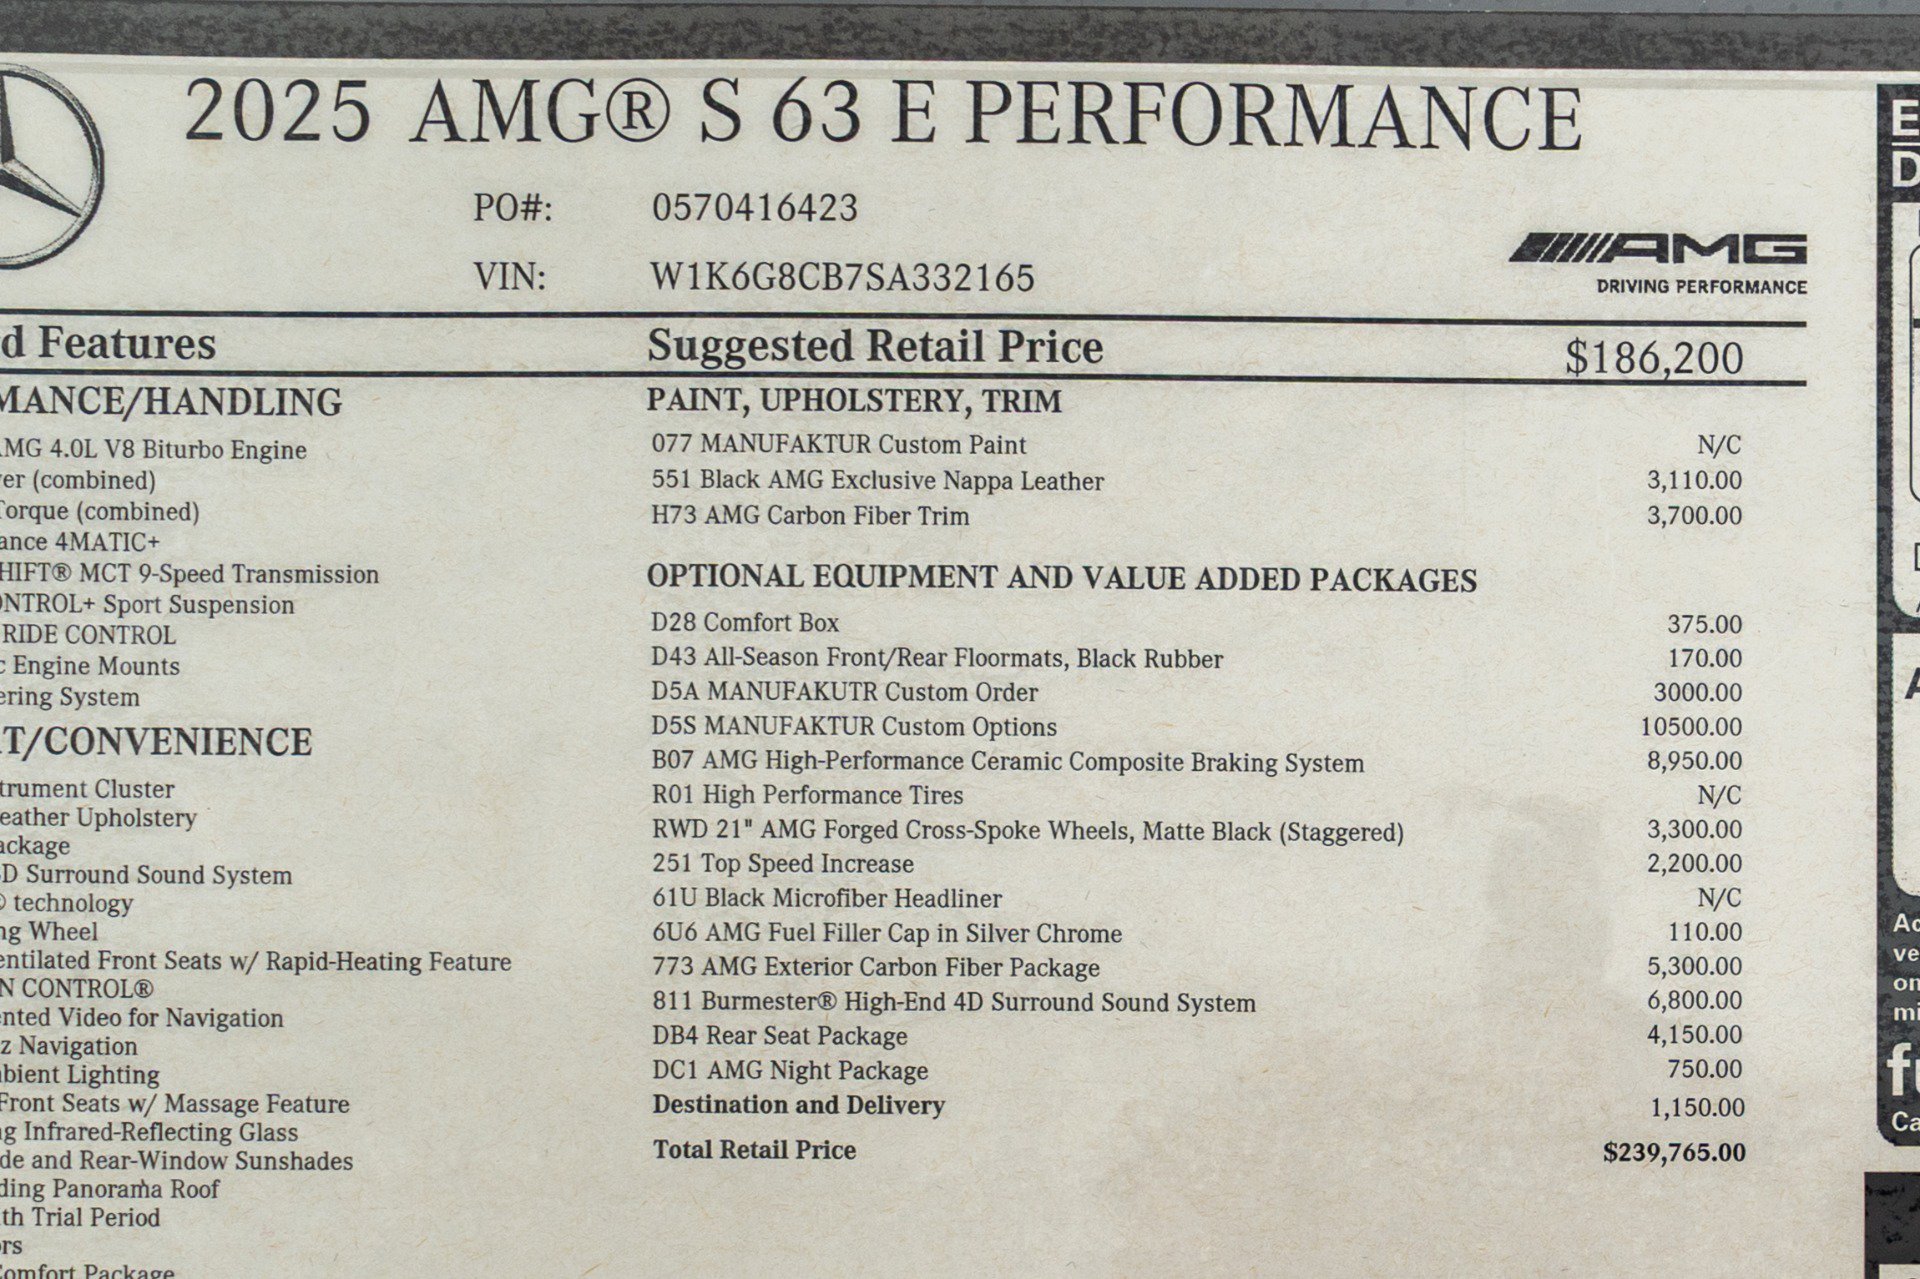 2025 AMG® S 63 E PERFORMANCE
PO#: 0570416423
VIN: W1K6G8CB7SA332165
AMG
DRIVING PERFORMANCE
d Features
MANCE/HANDLING
AMG 4.0L V8 Biturbo Engine
er (combined)
Torque (combined)
ance 4MATIC+
HIFT® MCT 9-Speed Transmission
ONTROL+ Sport Suspension
RIDE CONTROL
c Engine Mounts
ering System
RT/CONVENIENCE
trument Cluster
eather Upholstery
ackage
D Surround Sound System
technology
ng Wheel
entilated Front Seats w/ Rapid-Heating Feature
N CONTROL®
ented Video for Navigation
z Navigation
bient Lighting
Front Seats w/ Massage Feature
g Infrared-Reflecting Glass
de and Rear-Window Sunshades
ding Panorama Roof
th Trial Period
rs
Comfort Package
Suggested Retail Price $186,200
PAINT, UPHOLSTERY, TRIM
077 MANUFAKTUR Custom Paint N/C
551 Black AMG Exclusive Nappa Leather 3,110.00
H73 AMG Carbon Fiber Trim 3,700.00
OPTIONAL EQUIPMENT AND VALUE ADDED PACKAGES
D28 Comfort Box 375.00
D43 All-Season Front/Rear Floormats, Black Rubber 170.00
D5A MANUFAKUTR Custom Order 3000.00
D5S MANUFAKTUR Custom Options 10500.00
B07 AMG High-Performance Ceramic Composite Braking System 8,950.00
R01 High Performance Tires N/C
RWD 21" AMG Forged Cross-Spoke Wheels, Matte Black (Staggered) 3,300.00
251 Top Speed Increase 2,200.00
61U Black Microfiber Headliner N/C
6U6 AMG Fuel Filler Cap in Silver Chrome 110.00
773 AMG Exterior Carbon Fiber Package 5,300.00
811 Burmester® High-End 4D Surround Sound System 6,800.00
DB4 Rear Seat Package 4,150.00
DC1 AMG Night Package 750.00
Destination and Delivery 1,150.00
Total Retail Price $239,765.00
E
D
A
Ac
ve
on
mi
fu
Ca